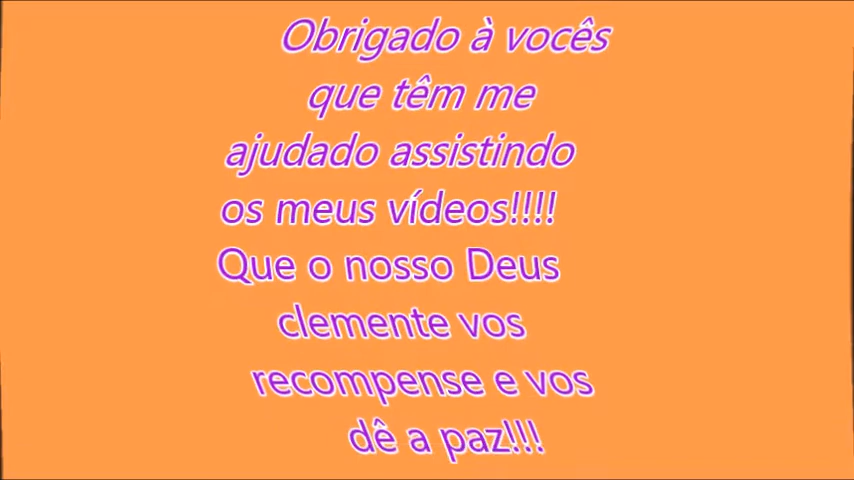 Obrigado à vocês
que têm me
ajudado assistindo
os meus vídeos!!!!
Que o nosso Deus
clemente vos
recompense e vos
dê a paz!!!